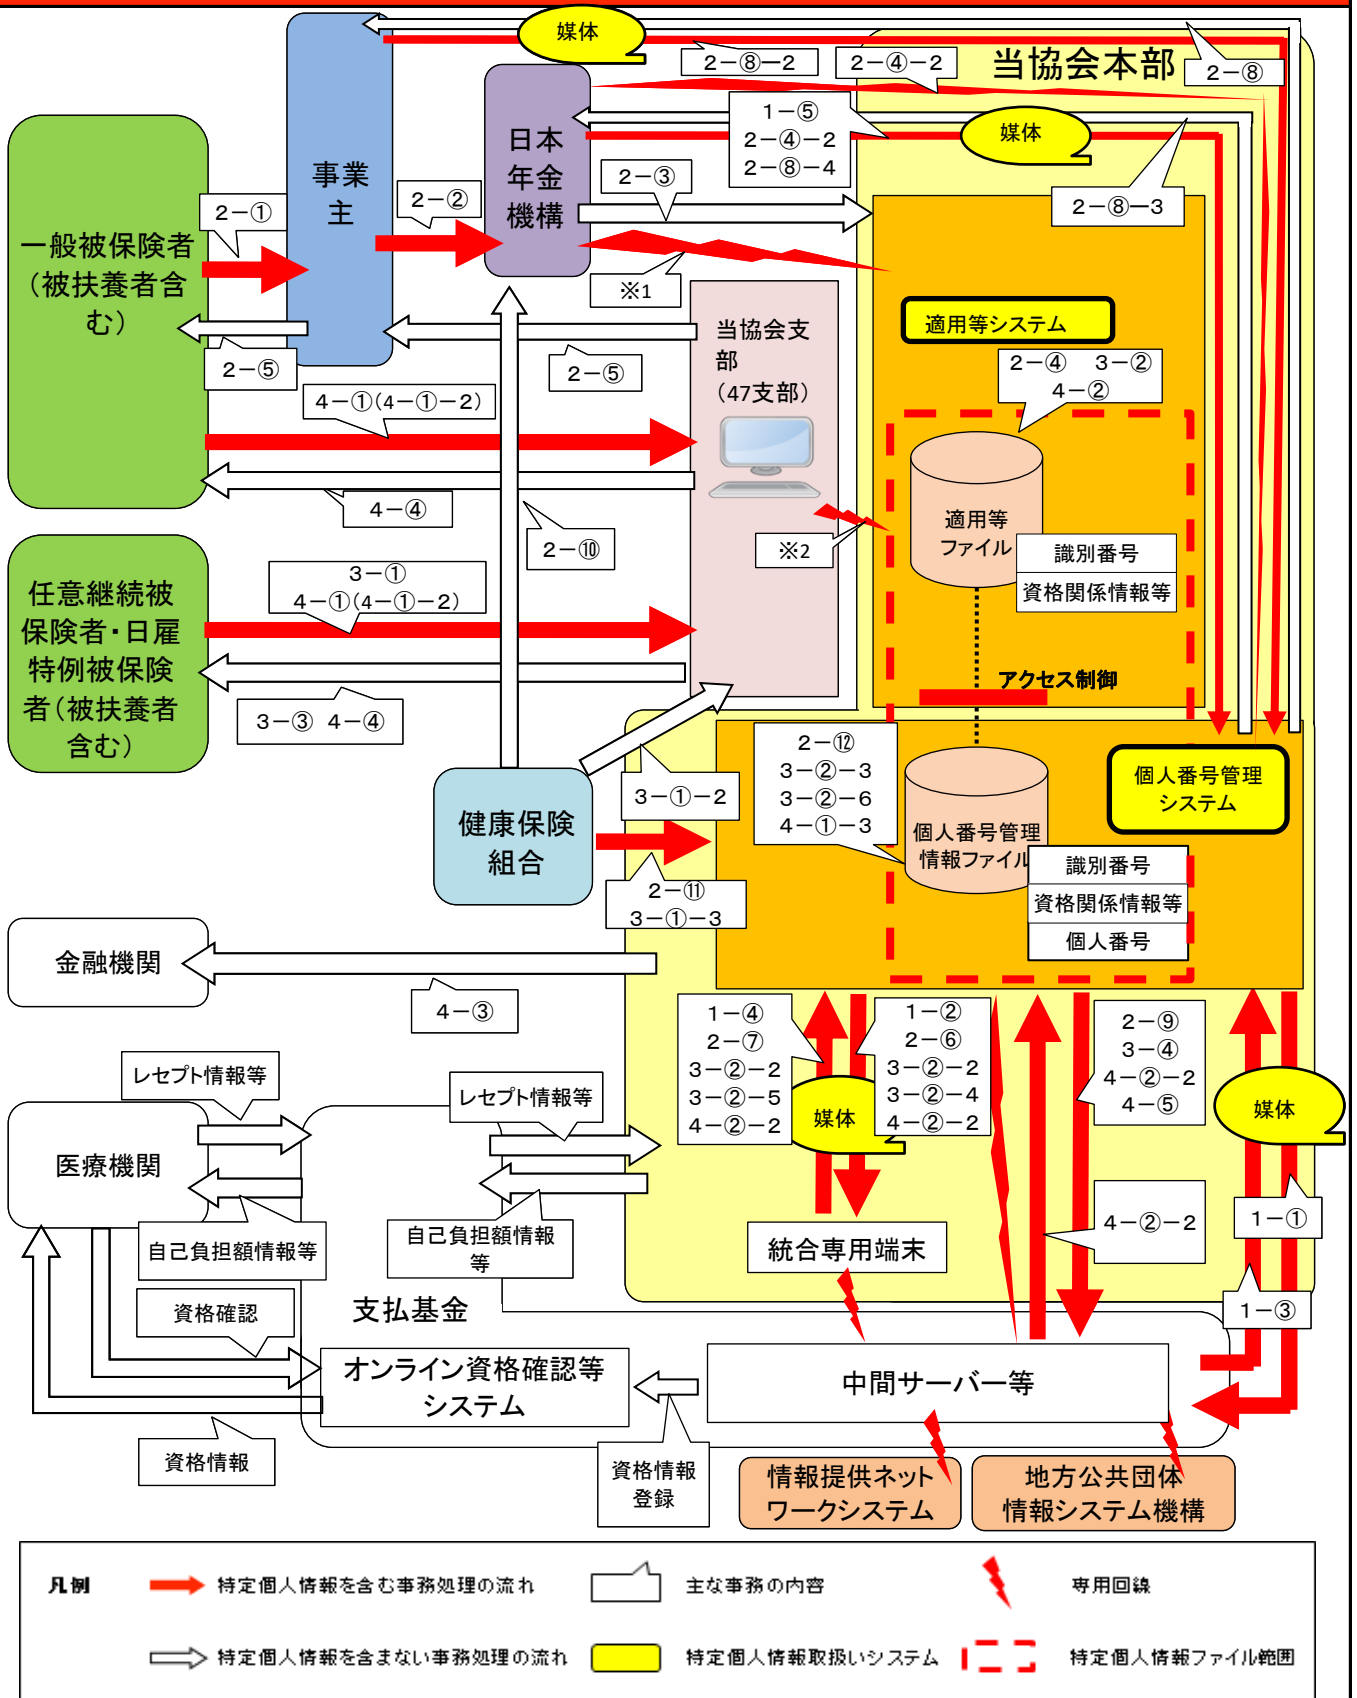 媒体
2-⑧-2
2-④-2
当協会本部
2-⑧
事業
主
日本
年金
機構
1-⑤
2-④-2
2-⑧-4
媒体
2-③
2-②
2-①
2-⑧-3
一般被保険者
(被扶養者含
む)
※1
適用等システム
当協会支
部
(47支部)
2-④ 3-②
4-②
2-⑤
2-⑤
4-①(4-①-2)
4-④
適用等
ファイル
※2
2-⑩
識別番号
資格関係情報等
任意継続被
保険者・日雇
特例被保険
者(被扶養者
含む)
3-①
4-①(4-①-2)
アクセス制御
3-③ 4-④
2-⑫
3-②-3
3-②-6
4-①-3
個人番号管理
システム
3-①-2
健康保険
組合
個人番号管理
情報ファイル
識別番号
資格関係情報等
個人番号
2-⑪
3-①-3
金融機関
4-③
1-④
2-⑦
3-②-2
3-②-5
4-②-2
1-②
2-⑥
3-②-2
3-②-4
4-②-2
2-⑨
3-④
4-②-2
4-⑤
媒体
媒体
レセプト情報等
レセプト情報等
医療機関
自己負担額情報等
自己負担額情報
等
4-②-2
1-①
統合専用端末
1-③
資格確認
支払基金
オンライン資格確認等
システム
中間サーバー等
資格情報
資格情報
登録
情報提供ネット
ワークシステム
地方公共団体
情報システム機構
凡例
特定個人情報を含む事務処理の流れ
主な事務の内容
専用回線
特定個人情報を含まない事務処理の流れ
特定個人情報取扱いシステム
特定個人情報ファイル範囲